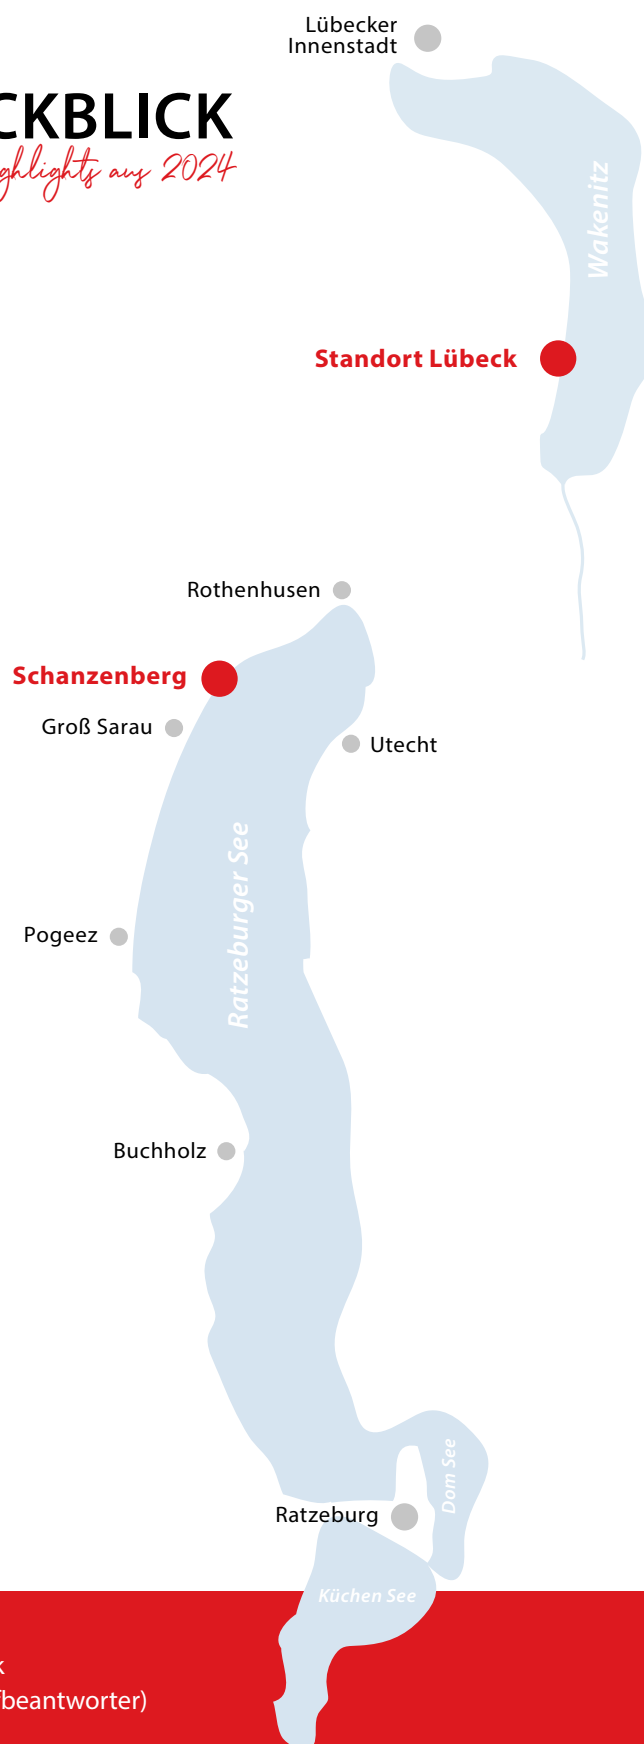 Lübecker
Innenstadt
CKBLICK
ghlights aus 2024
Wakenitz
Standort Lübeck
Rothenhusen
Schanzenberg
Groß Sarau
Utecht
Ratzeburger See
Pogeez
Buchholz
Dom See
Ratzeburg
Küchen See
k
fbeantworter)